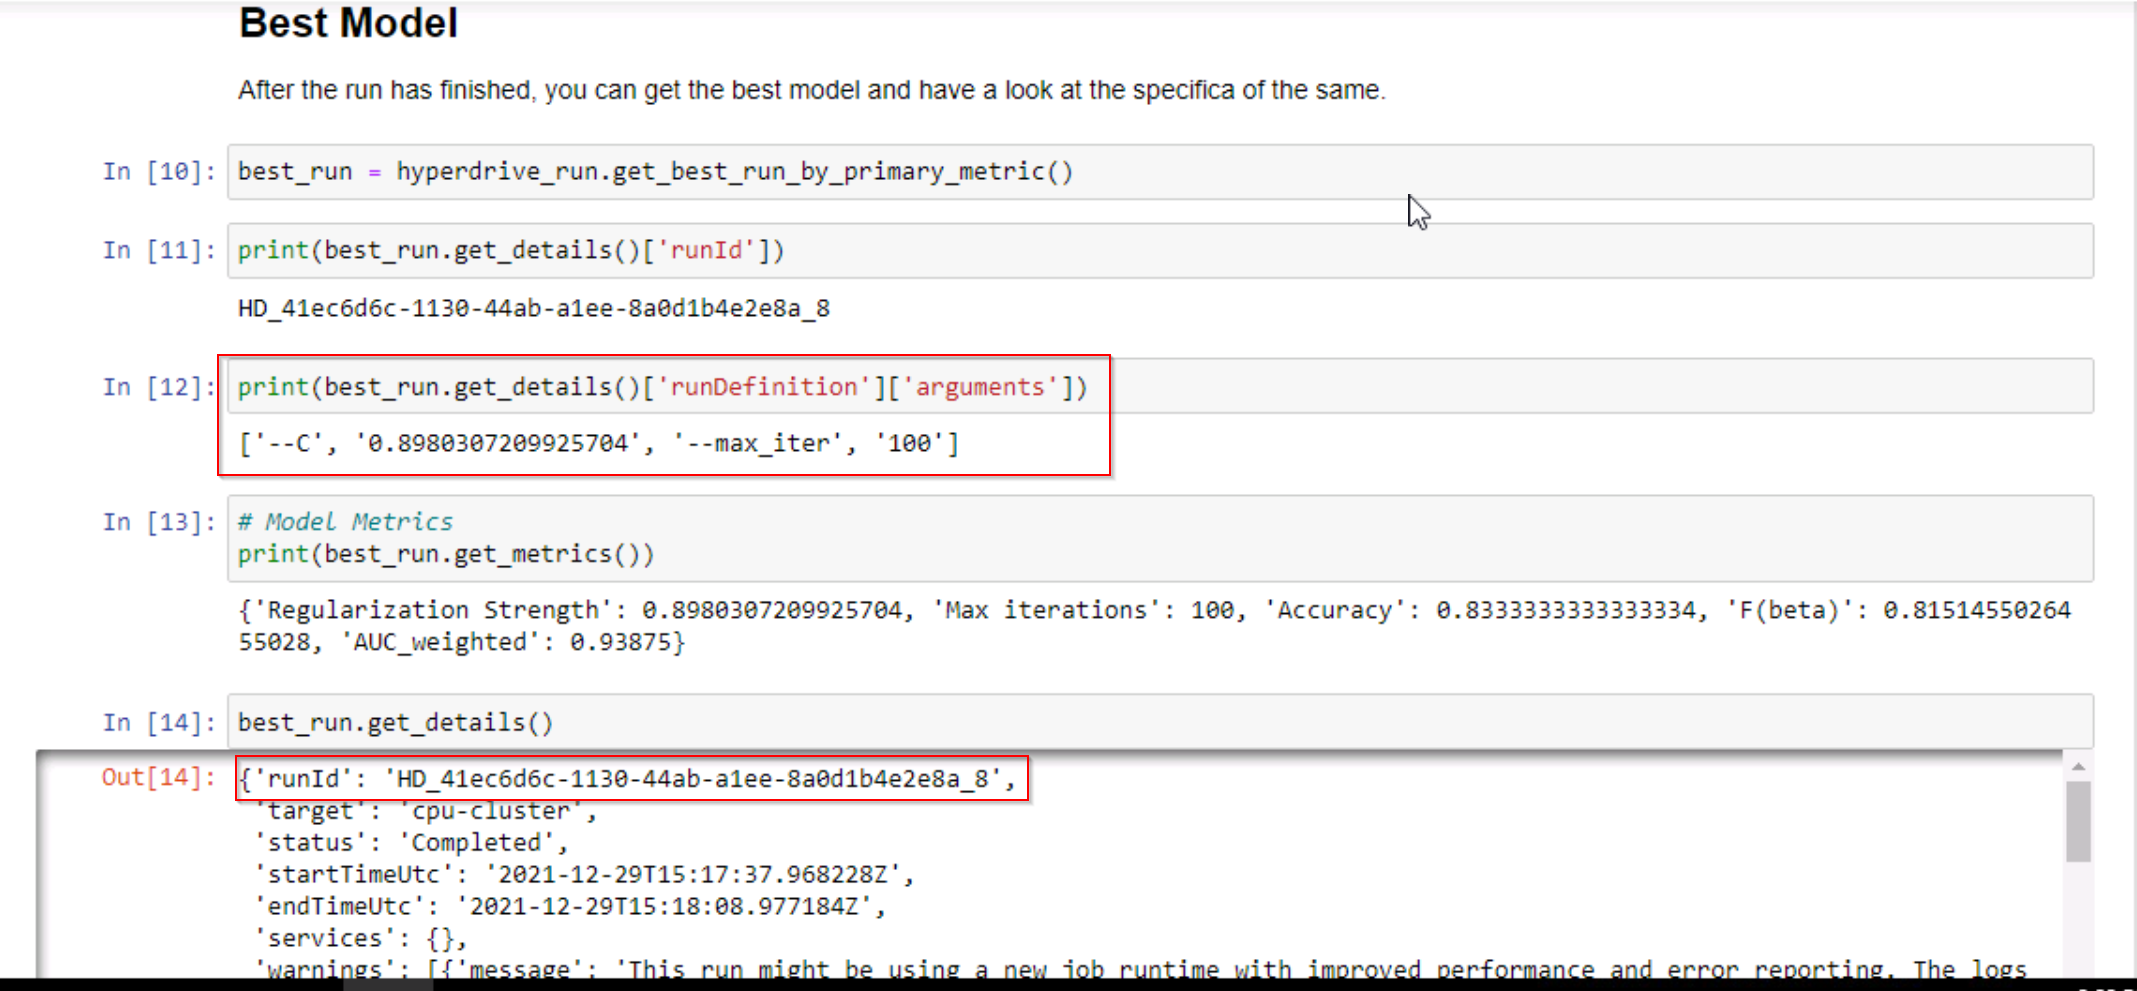 Best Model
After the run has finished, you can get the best model and have a look at the specifica of the same.
In [10]: best_run = hyperdrive_run.get_best_run_by_primary_metric()
In [11]: print(best_run.get_details()['runId'])
HD_41ec6d6c-1130-44ab-a1ee-8a0d1b4e2e8a_8
In [12]: print(best_run.get_details()['runDefinition']['arguments'])
['--C', '0.8980307209925704', '--max_iter', '100']
In [13]: # Model Metrics
print(best_run.get_metrics())
{'Regularization Strength': 0.8980307209925704, 'Max iterations': 100, 'Accuracy': 0.8333333333333334, 'F(beta)': 0.81514550264
55028, 'AUC_weighted': 0.93875}
In [14]: best_run.get_details()
Out[14]: {'runId': 'HD_41ec6d6c-1130-44ab-a1ee-8a0d1b4e2e8a_8',
'target': 'cpu-cluster',
'status': 'Completed',
'startTimeUtc': '2021-12-29T15:17:37.968228Z',
'endTimeUtc': '2021-12-29T15:18:08.977184Z',
'services': {},
'warnings': [{'message': 'This run might be using a new job runtime with improved performance and error reporting. The logs